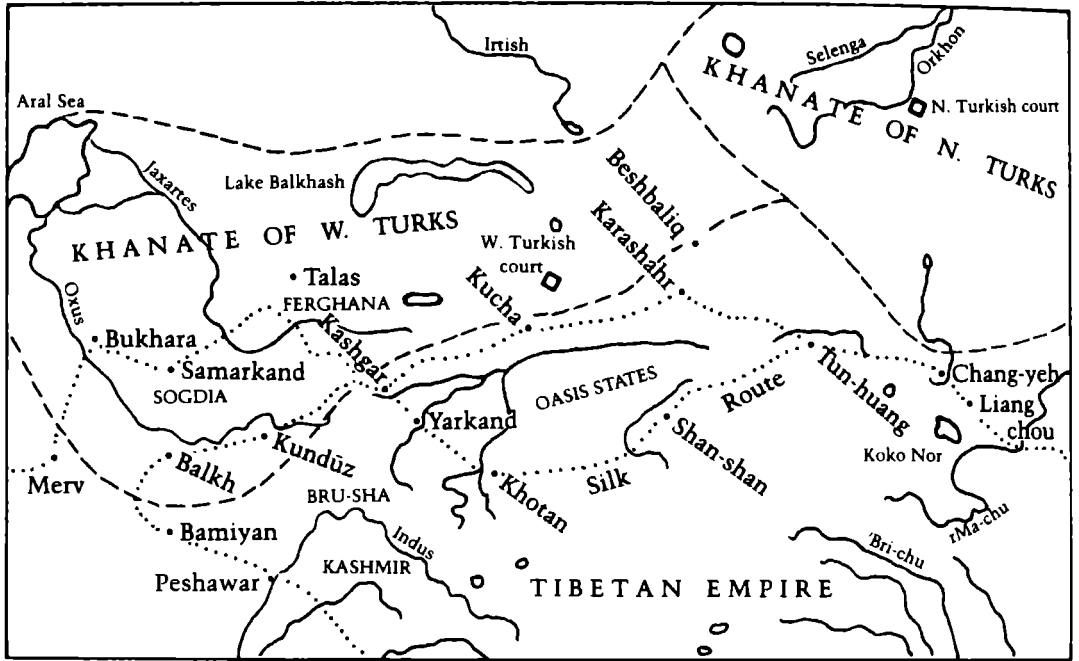 Irtish
Selenga
Orkhon
KHANATE OF N. TURKS
Aral Sea
N. Turkish court
Jaxartes
Lake Balkhash
Beshbaliq
Karashahr
KHANATE OF W. TURKS
W. Turkish
court
Talas
Kucha
FERGHANA
Oxus
Bukhara
Kashgar
Samarkand
SOGDIA
OASIS STATES
Route
Tun-huang
Chang-yeh
Liang
chou
Yarkand
Kundūz
Balkh
Merv
Koko Nor
Shan-shan
Silk
Khotan
BRU-SHA
Bamiyan
Indus
rMa-chu
'Bri-chu
KASHMIR
Peshawar
TIBETAN EMPIRE